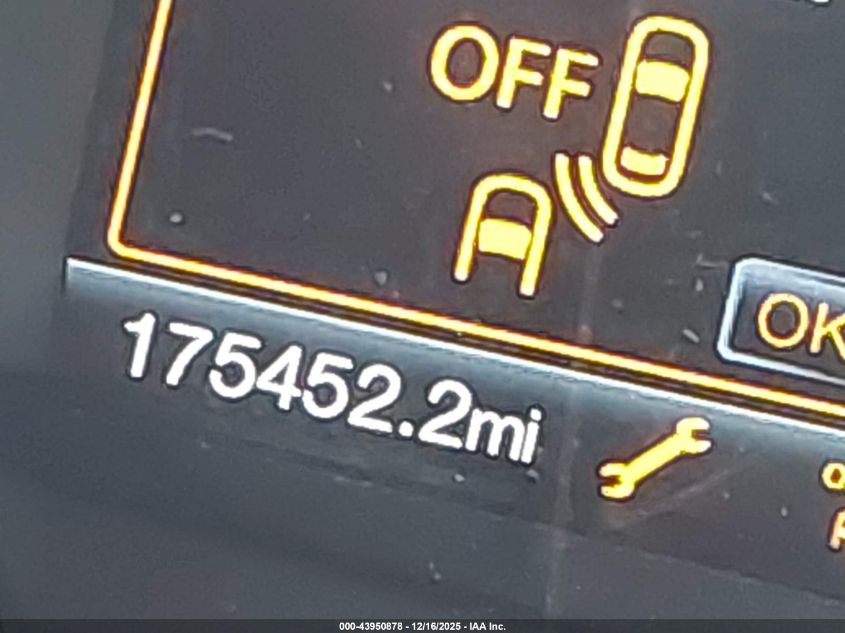 OFF
OK
175452.2mi
000-43950878 - 12/16/2025 - IAA Inc.